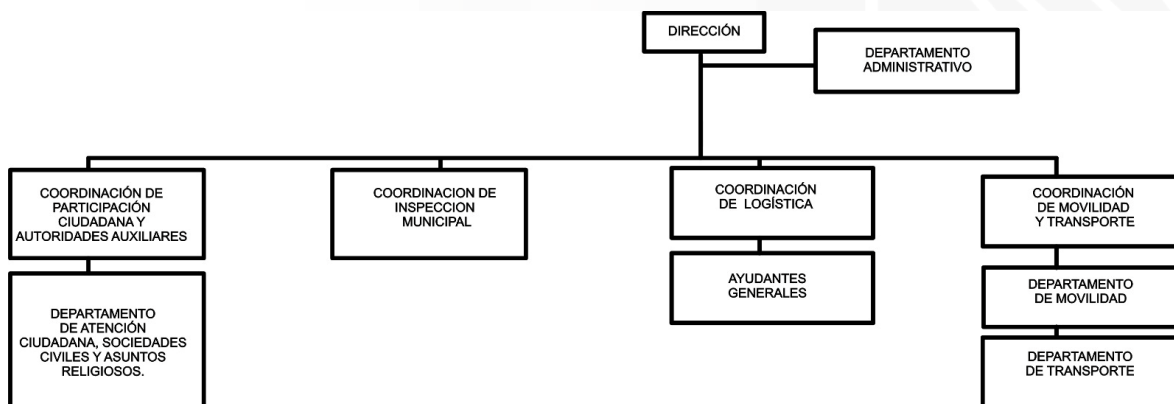 DIRECCIÓN
DEPARTAMENTO
ADMINISTRATIVO
COORDINACIÓN DE
PARTICIPACIÓN
CIUDADANA Y
AUTORIDADES AUXILIARES
COORDINACION DE
INSPECCION
MUNICIPAL
COORDINACIÓN
DE LOGÍSTICA
COORDINACIÓN
DE MOVILIDAD
Y TRANSPORTE
DEPARTAMENTO
DE ATENCIÓN
CIUDADANA, SOCIEDADES
CIVILES Y ASUNTOS
RELIGIOSOS.
AYUDANTES
GENERALES
DEPARTAMENTO
DE MOVILIDAD
DEPARTAMENTO
DE TRANSPORTE